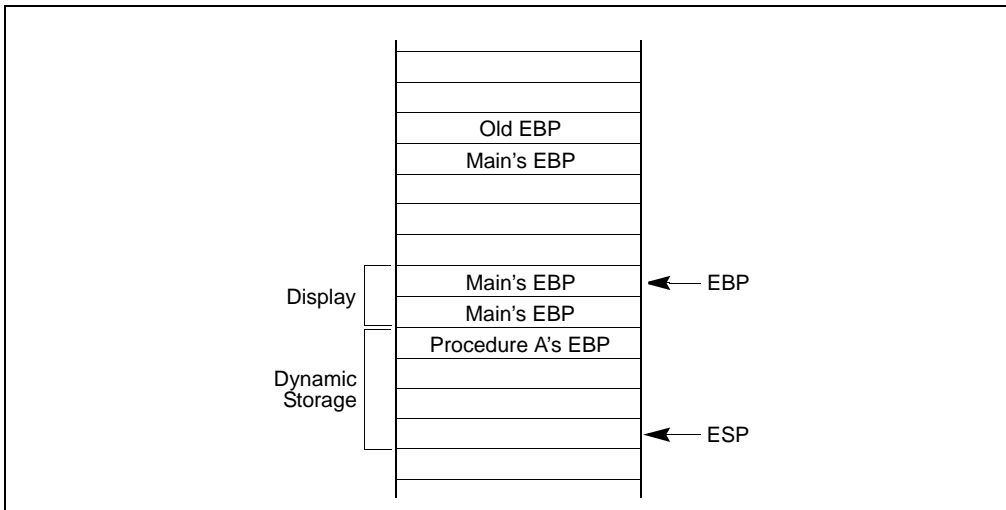 Old EBP
Main's EBP
Main's EBP
EBP
Display
Main's EBP
Procedure A's EBP
Dynamic
Storage
ESP